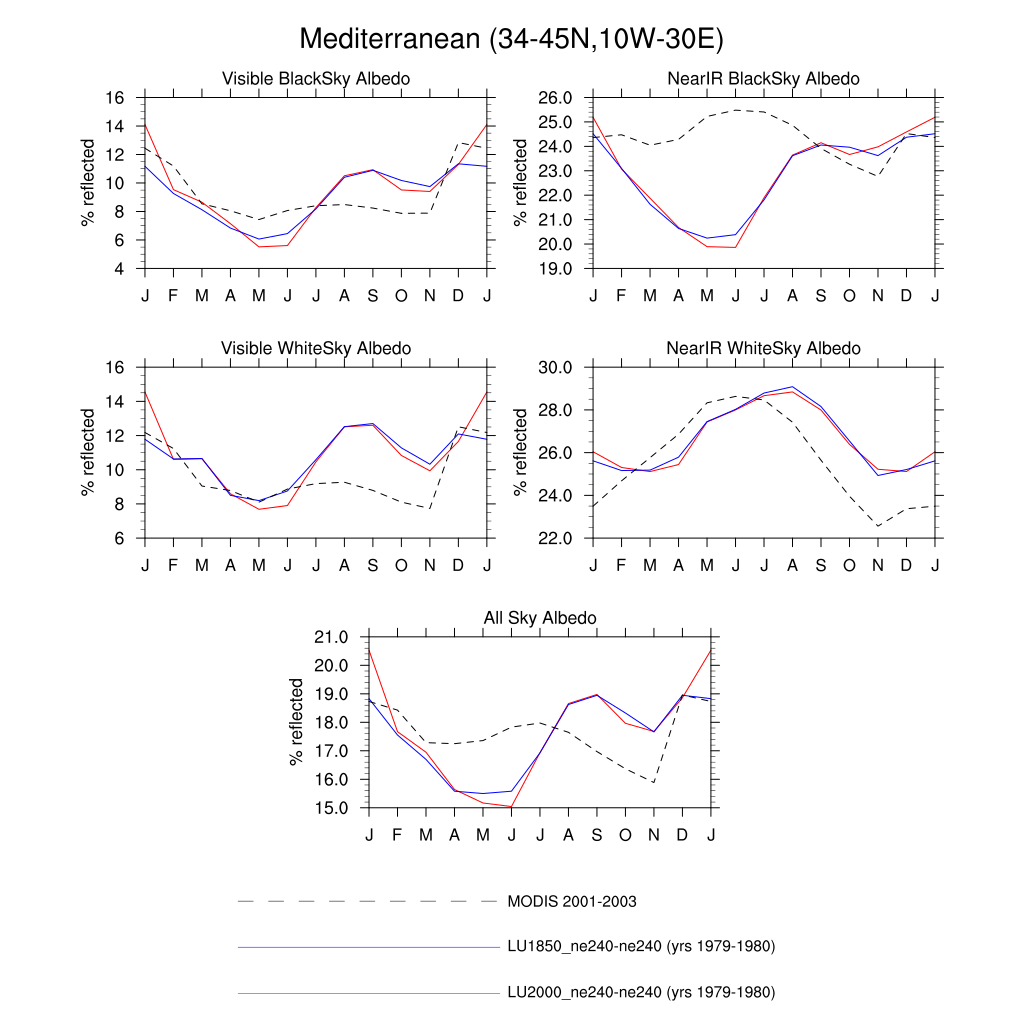 Mediterranean (34-45N,10W-30E)
Visible BlackSky Albedo
% reflected
16
14
12
10
8
6
4
J F M A M J J A S O N D J
NearIR BlackSky Albedo
% reflected
26.0
25.0
24.0
23.0
22.0
21.0
20.0
19.0
J F M A M J J A S O N D J
Visible WhiteSky Albedo
% reflected
16
14
12
10
8
6
J F M A M J J A S O N D J
NearIR WhiteSky Albedo
% reflected
30.0
28.0
26.0
24.0
22.0
J F M A M J J A S O N D J
All Sky Albedo
% reflected
21.0
20.0
19.0
18.0
17.0
16.0
15.0
J F M A M J J A S O N D J
MODIS 2001-2003
LU1850_ne240-ne240 (yrs 1979-1980)
LU2000_ne240-ne240 (yrs 1979-1980)